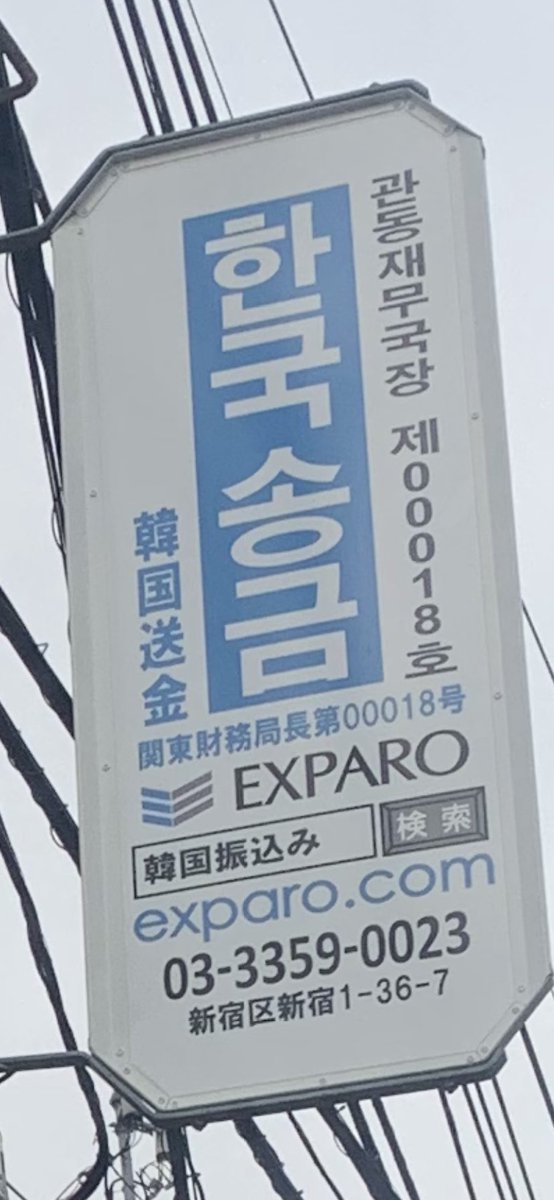 관동재무국장 제00018호
한국 송금
韓国送金
関東財務局長第00018号
EXPARO
韓国振込み 検索
exparo.com
03-3359-0023
新宿区新宿1-36-7